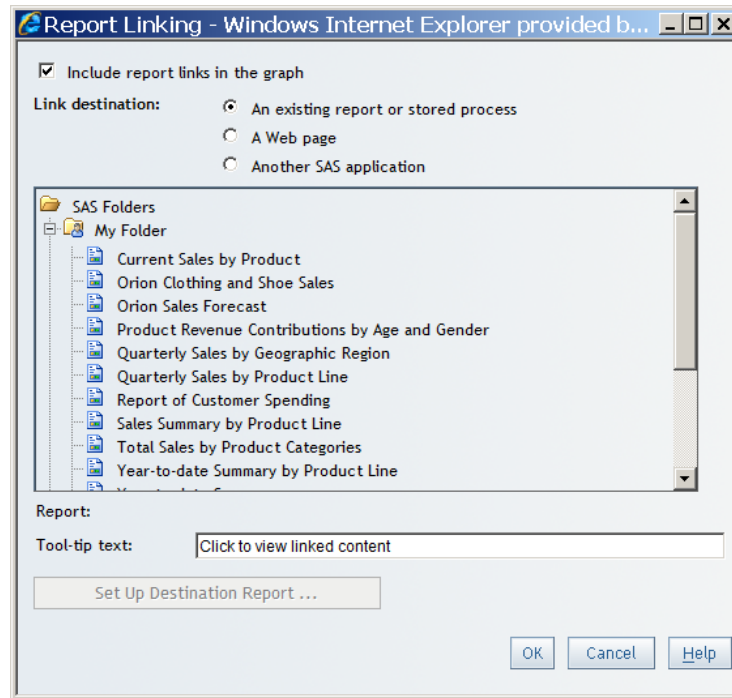 Report Linking - Windows Internet Explorer provided b...
Include report links in the graph
Link destination:
An existing report or stored process
A Web page
Another SAS application
SAS Folders
My Folder
Current Sales by Product
Orion Clothing and Shoe Sales
Orion Sales Forecast
Product Revenue Contributions by Age and Gender
Quarterly Sales by Geographic Region
Quarterly Sales by Product Line
Report of Customer Spending
Sales Summary by Product Line
Total Sales by Product Categories
Year-to-date Summary by Product Line
Report:
Tool-tip text: Click to view linked content
Set Up Destination Report ...
OK Cancel Help